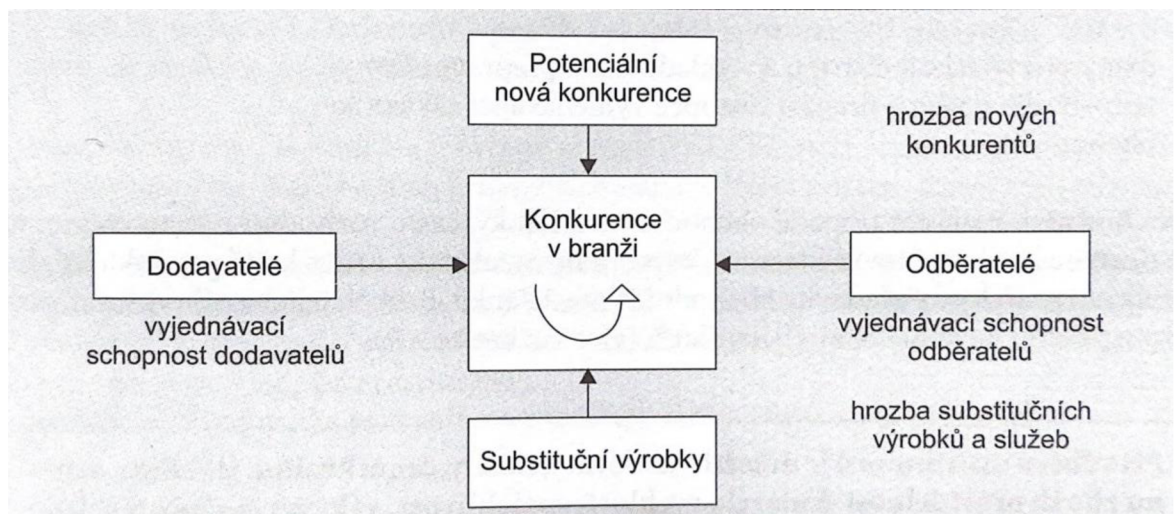 Potenciální
nová konkurence
hrozba nových
konkurentů
Konkurence
v branži
Dodavatelé
Odběratelé
vyjednávací
schopnost dodavatelů
vyjednávací schopnost
odběratelů
hrozba substitučních
výrobků a služeb
Substituční výrobky